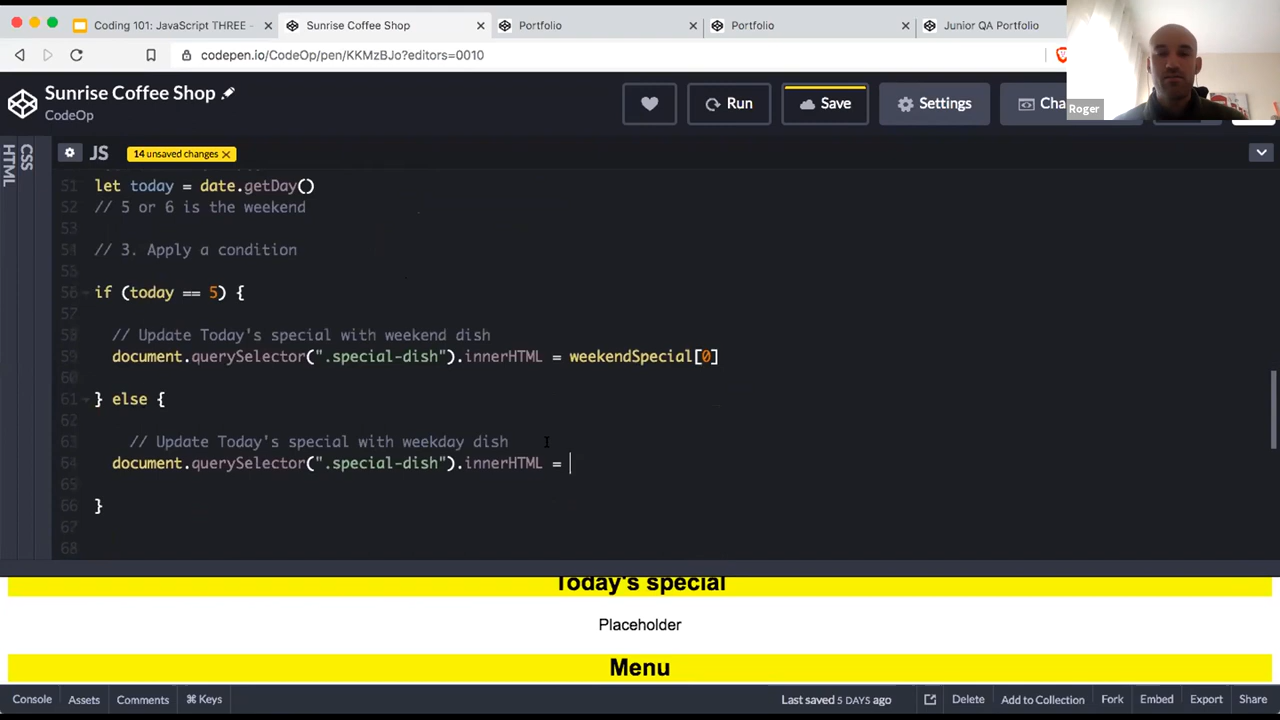 Coding 101: JavaScript THREE -
Sunrise Coffee Shop
Portfolio
Portfolio
Junior QA Portfolio
codepen.io/CodeOp/pen/KKMzBJo?editors=0010
Roger
Sunrise Coffee Shop
CodeOp
Run
Save
Settings
Cha
HTML
CSS
JS
14 unsaved changes
51 let today = date.getDay()
52 // 5 or 6 is the weekend
53
54 // 3. Apply a condition
55
56 if (today == 5) {
57
58 // Update Today's special with weekend dish
59 document.querySelector(".special-dish").innerHTML = weekendSpecial[0]
60
61 } else {
62
63 // Update Today's special with weekday dish
64 document.querySelector(".special-dish").innerHTML =
65
66 }
67
68
Today's special
Placeholder
Menu
Console
Assets
Comments
⌘ Keys
Last saved 5 DAYS ago
Delete
Add to Collection
Fork
Embed
Export
Share